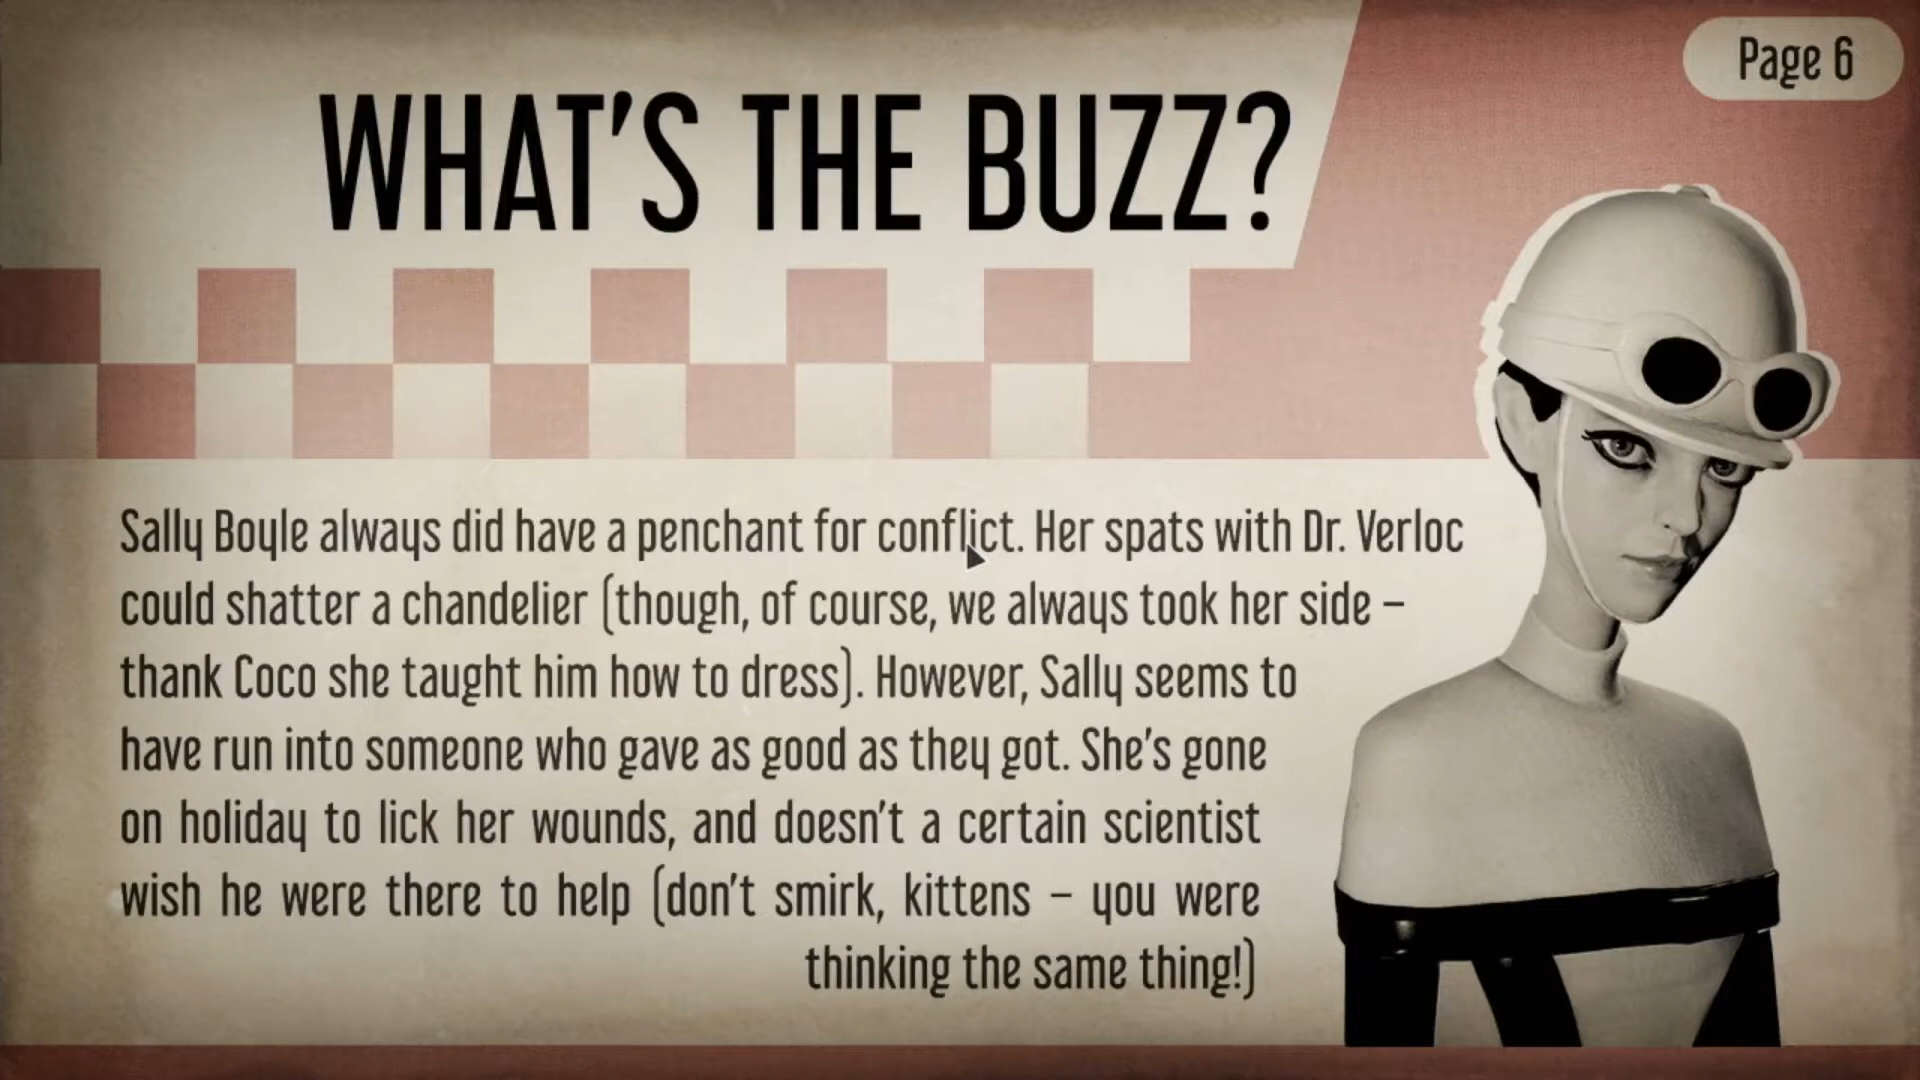 Page 6
WHAT'S THE BUZZ?
Sally Boyle always did have a penchant for conflict. Her spats with Dr. Verloc
could shatter a chandelier (though, of course, we always took her side –
thank Coco she taught him how to dress). However, Sally seems to
have run into someone who gave as good as they got. She's gone
on holiday to lick her wounds, and doesn't a certain scientist
wish he were there to help (don't smirk, kittens – you were
thinking the same thing!)